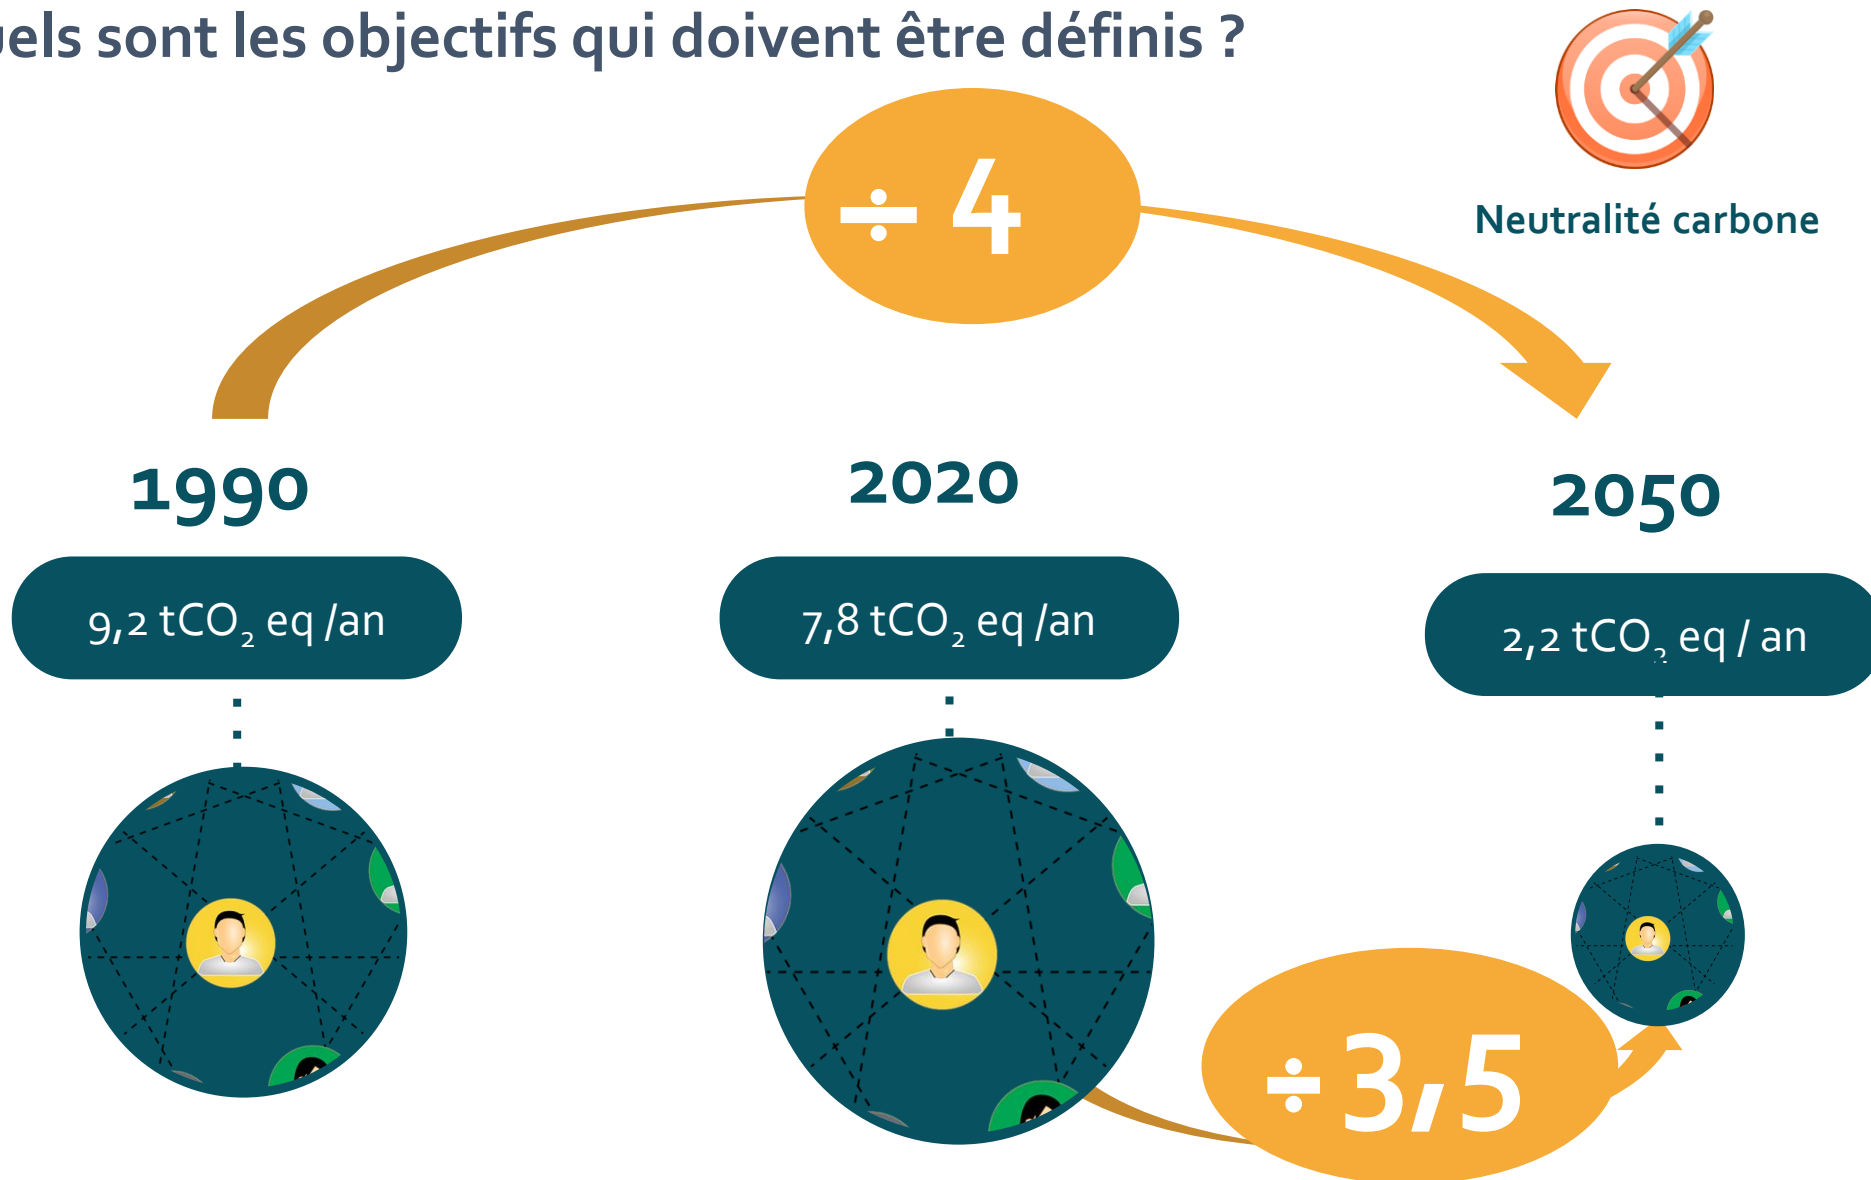 sont les objectifs qui doivent être définis ?
Neutralité carbone
÷ 4
1990
2020
2050
9,2 tCO₂ eq /an
7,8 tCO₂ eq /an
2,2 tCO₂ eq / an
÷ 3,5